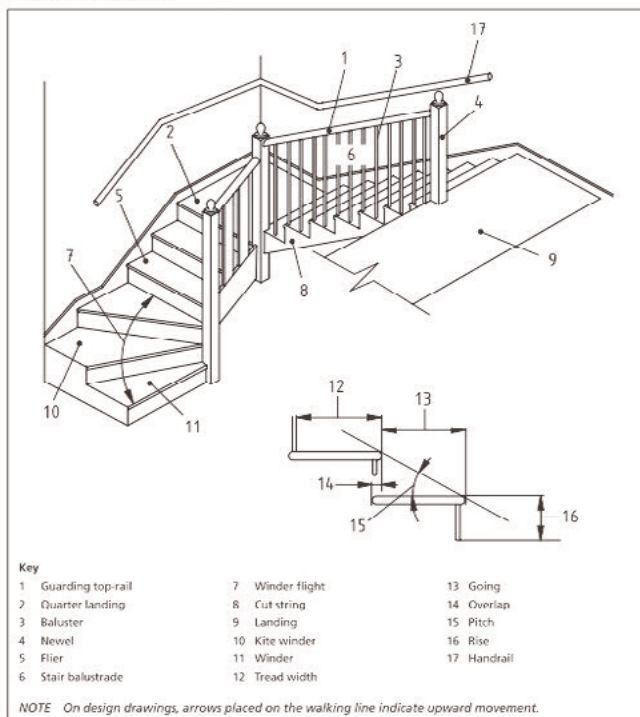 17
1
3
2
4
6
5
7
8
9
10
11
12
13
14
15
16
Key
1 Guarding top-rail
2 Quarter landing
3 Baluster
4 Newel
5 Flier
6 Stair balustrade
7 Winder flight
8 Cut string
9 Landing
10 Kite winder
11 Winder
12 Tread width
13 Going
14 Overlap
15 Pitch
16 Rise
17 Handrail
NOTE On design drawings, arrows placed on the walking line indicate upward movement.